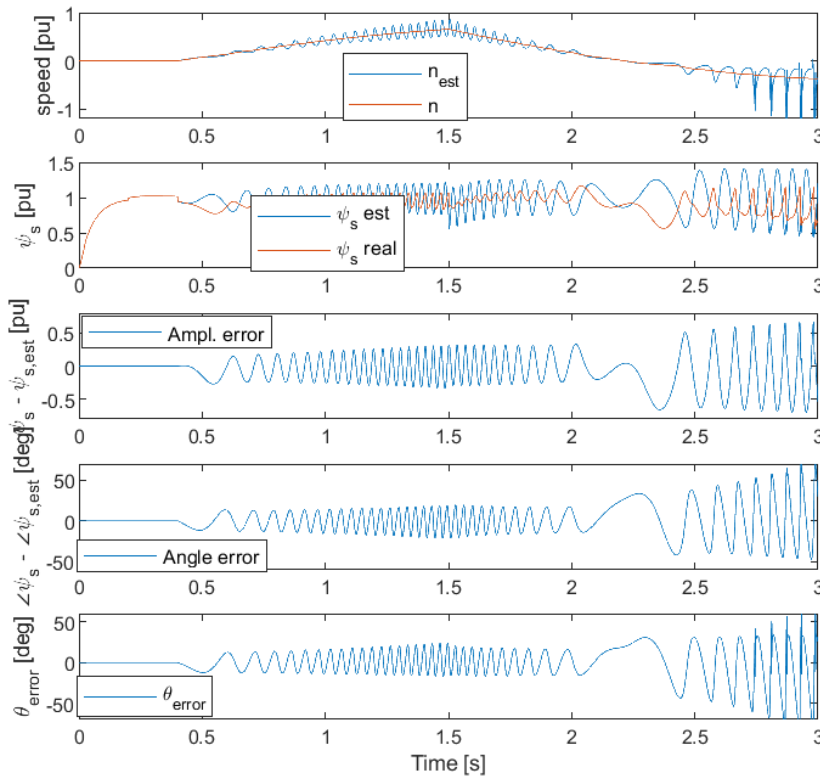 speed [pu]
1
0
-1
n_est
n
0 0.5 1 1.5 2 2.5 3
ψ_s [pu]
1.5
1
0.5
0
ψ_s est
ψ_s real
0 0.5 1 1.5 2 2.5 3
ψ_s - ψ_s,est [pu]
0.5
0
-0.5
Ampl. error
0 0.5 1 1.5 2 2.5 3
∠ψ_s - ∠ψ_s,est [deg]
50
0
-50
Angle error
0 0.5 1 1.5 2 2.5 3
θ_error [deg]
50
0
-50
θ_error
0 0.5 1 1.5 2 2.5 3
Time [s]